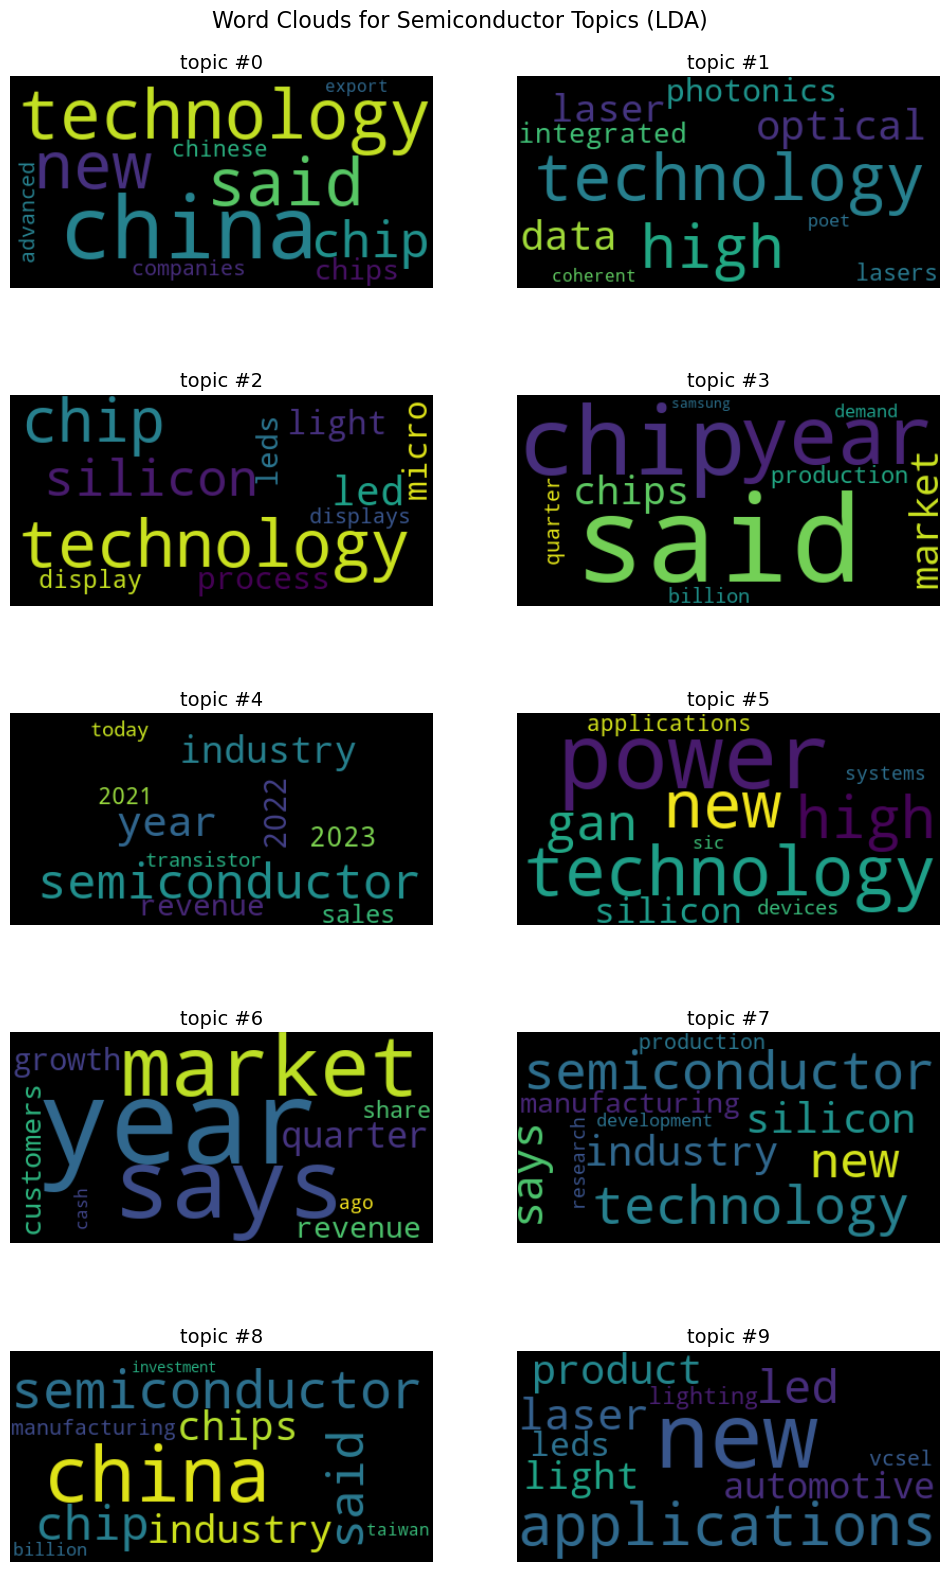 Word Clouds for Semiconductor Topics (LDA)
topic #0
export
technology
chinese
new
said
advanced
china
chip
companies
chips
topic #1
photonics
laser
optical
integrated
technology
poet
data
high
coherent
lasers
topic #2
chip
leds
light
micro
silicon
led
displays
technology
display
process
topic #3
samsung
demand
chip
year
production
chips
quarter
said
market
billion
topic #4
today
industry
2021
2022
year
2023
transistor
semiconductor
revenue
sales
topic #5
applications
power
systems
new
gan
high
sic
technology
silicon
devices
topic #6
growth
market
customers
year
share
quarter
says
cash
ago
revenue
topic #7
production
semiconductor
manufacturing
development
silicon
says
research
industry
new
technology
topic #8
investment
semiconductor
manufacturing
chips
said
china
chip
industry
taiwan
billion
topic #9
product
lighting
led
laser
new
leds
vcsel
light
automotive
applications